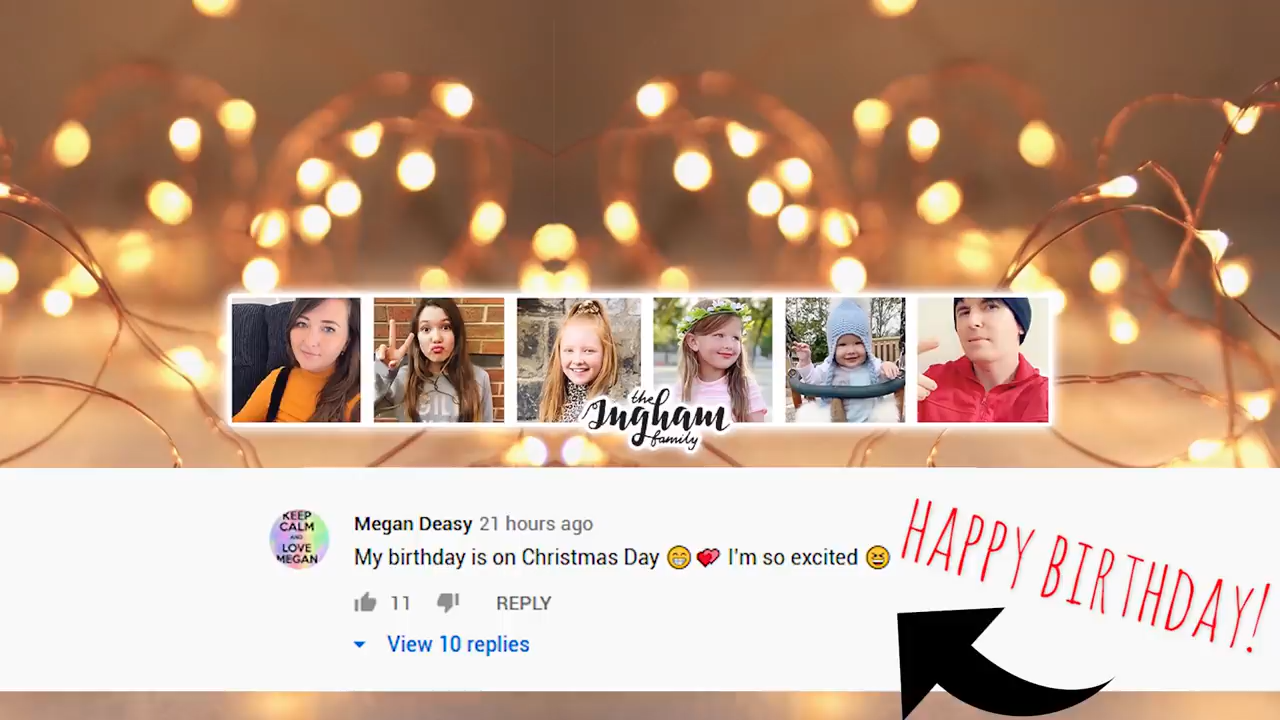 the
Ingham
family
KEEP
CALM
AND
LOVE
MEGAN
Megan Deasy 21 hours ago
My birthday is on Christmas Day 😁💞 I'm so excited 😆
HAPPY BIRTHDAY!
11 REPLY
View 10 replies